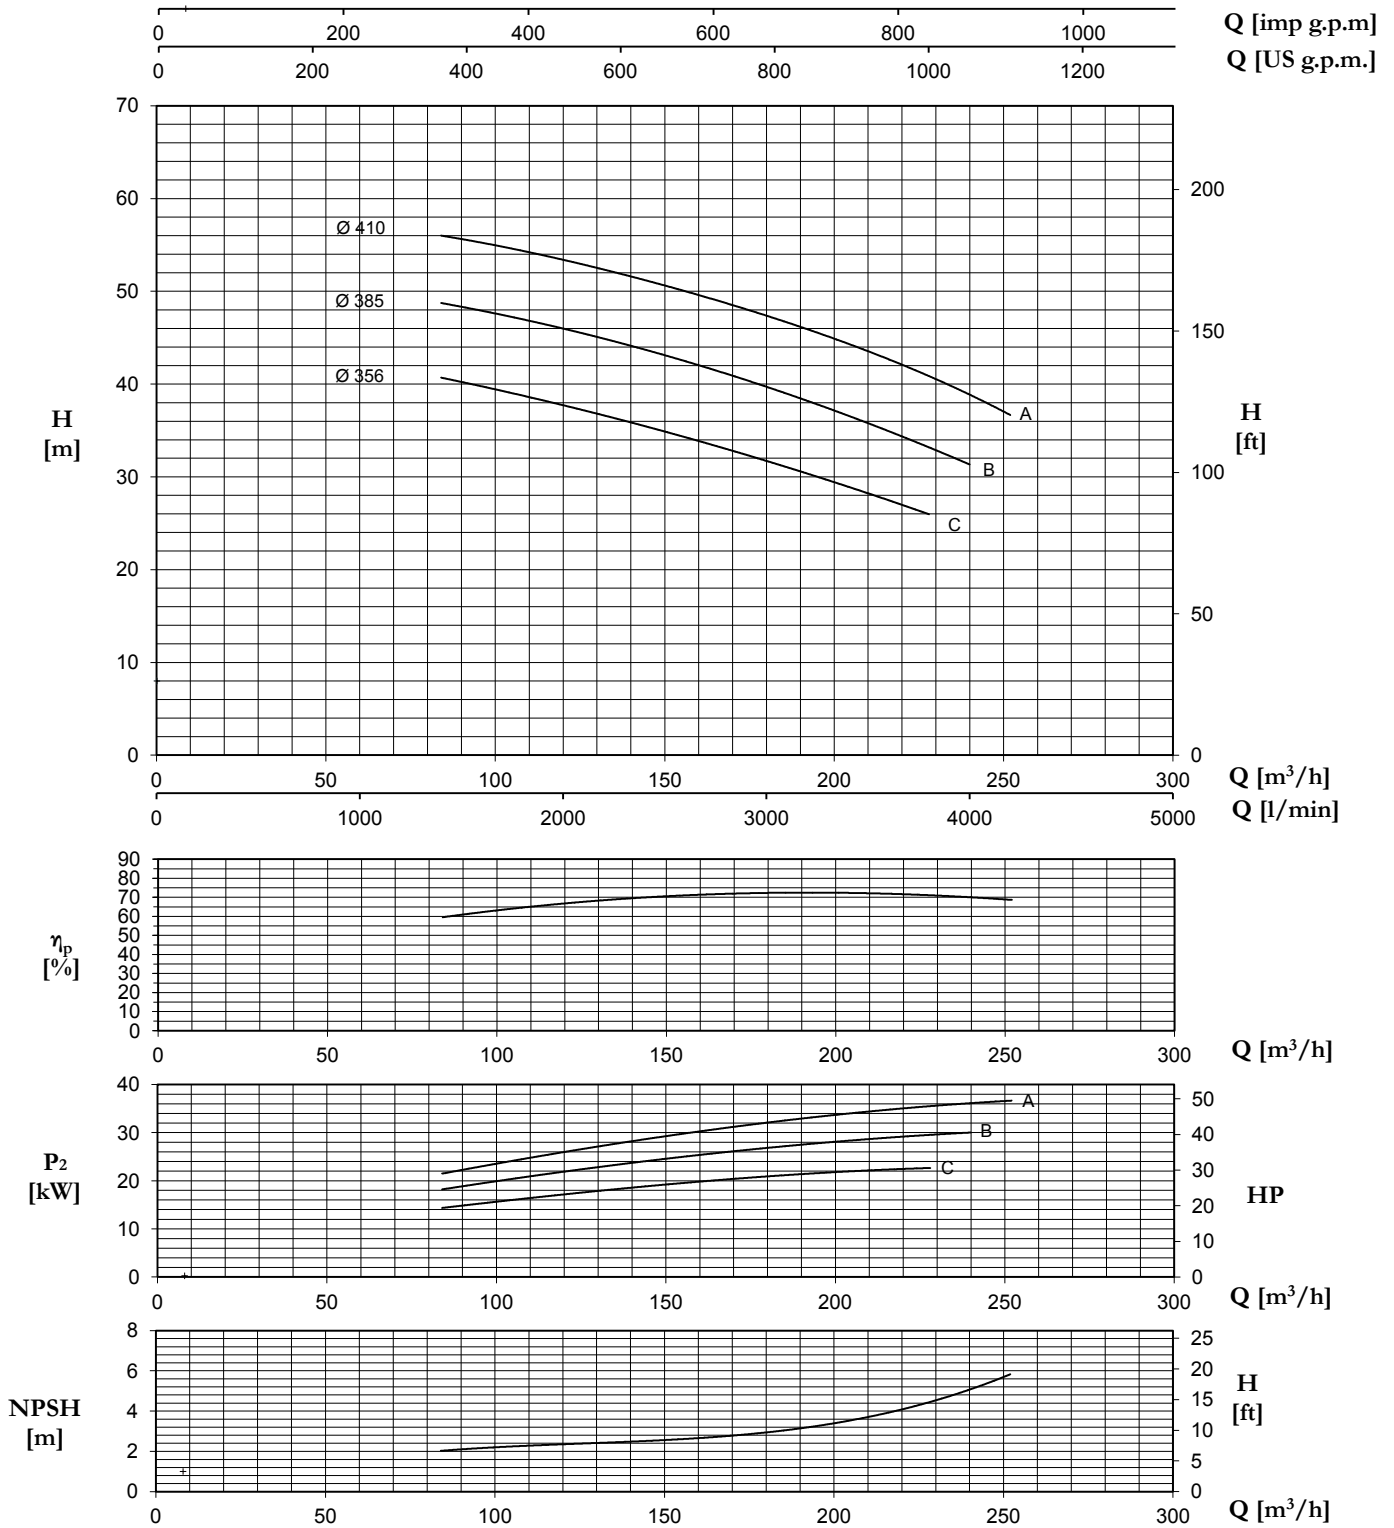 0 200 400 600 800 1000 Q [imp g.p.m]
0 200 400 600 800 1000 1200 Q [US g.p.m.]
70
60
50
40
30
20
10
0
H
[m]
Ø 410
Ø 385
Ø 356
A
B
C
200
150
100
50
0
H
[ft]
0 50 100 150 200 250 300 Q [m³/h]
0 1000 2000 3000 4000 5000 Q [l/min]
90
80
70
60
50
40
30
20
10
0
ηp
[%]
0 50 100 150 200 250 300 Q [m³/h]
40
30
20
10
0
P2
[kW]
A
B
C
50
40
30
20
10
0
HP
0 50 100 150 200 250 300 Q [m³/h]
8
6
4
2
0
NPSH
[m]
25
20
15
10
5
0
H
[ft]
0 50 100 150 200 250 300 Q [m³/h]